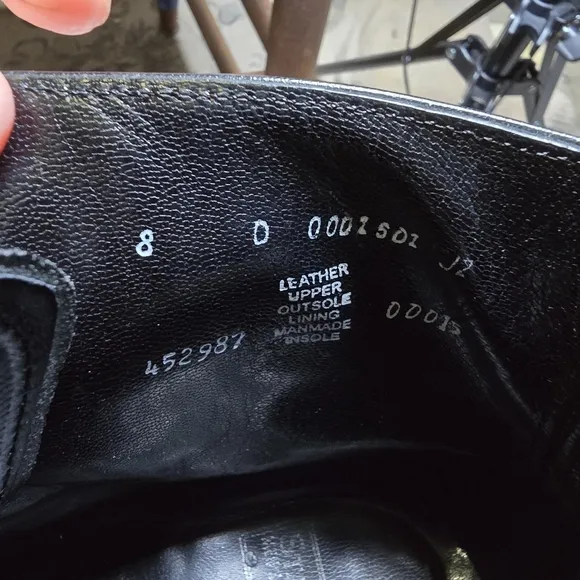 8 D 0001501 J2
LEATHER
UPPER
OUTSOLE
LINING
MANMADE
INSOLE
00015
452987